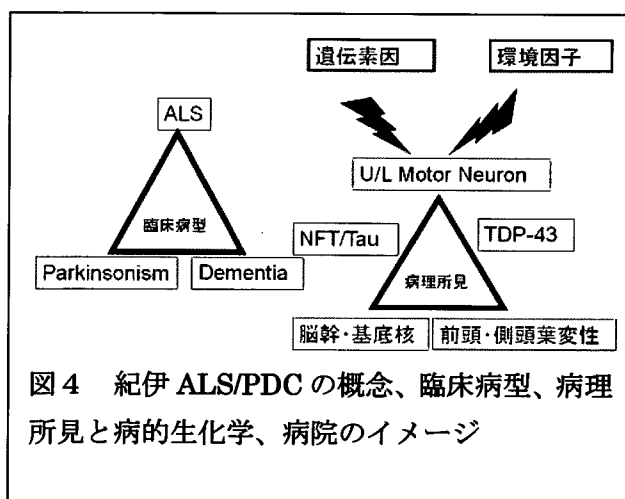 遺伝素因
環境因子
ALS
U/L Motor Neuron
臨床病型
NFT/Tau
TDP-43
Parkinsonism
Dementia
病理所見
脳幹・基底核
前頭・側頭葉変性
図4 紀伊 ALS/PDC の概念、臨床病型、病理
所見と病的生化学、病院のイメージ